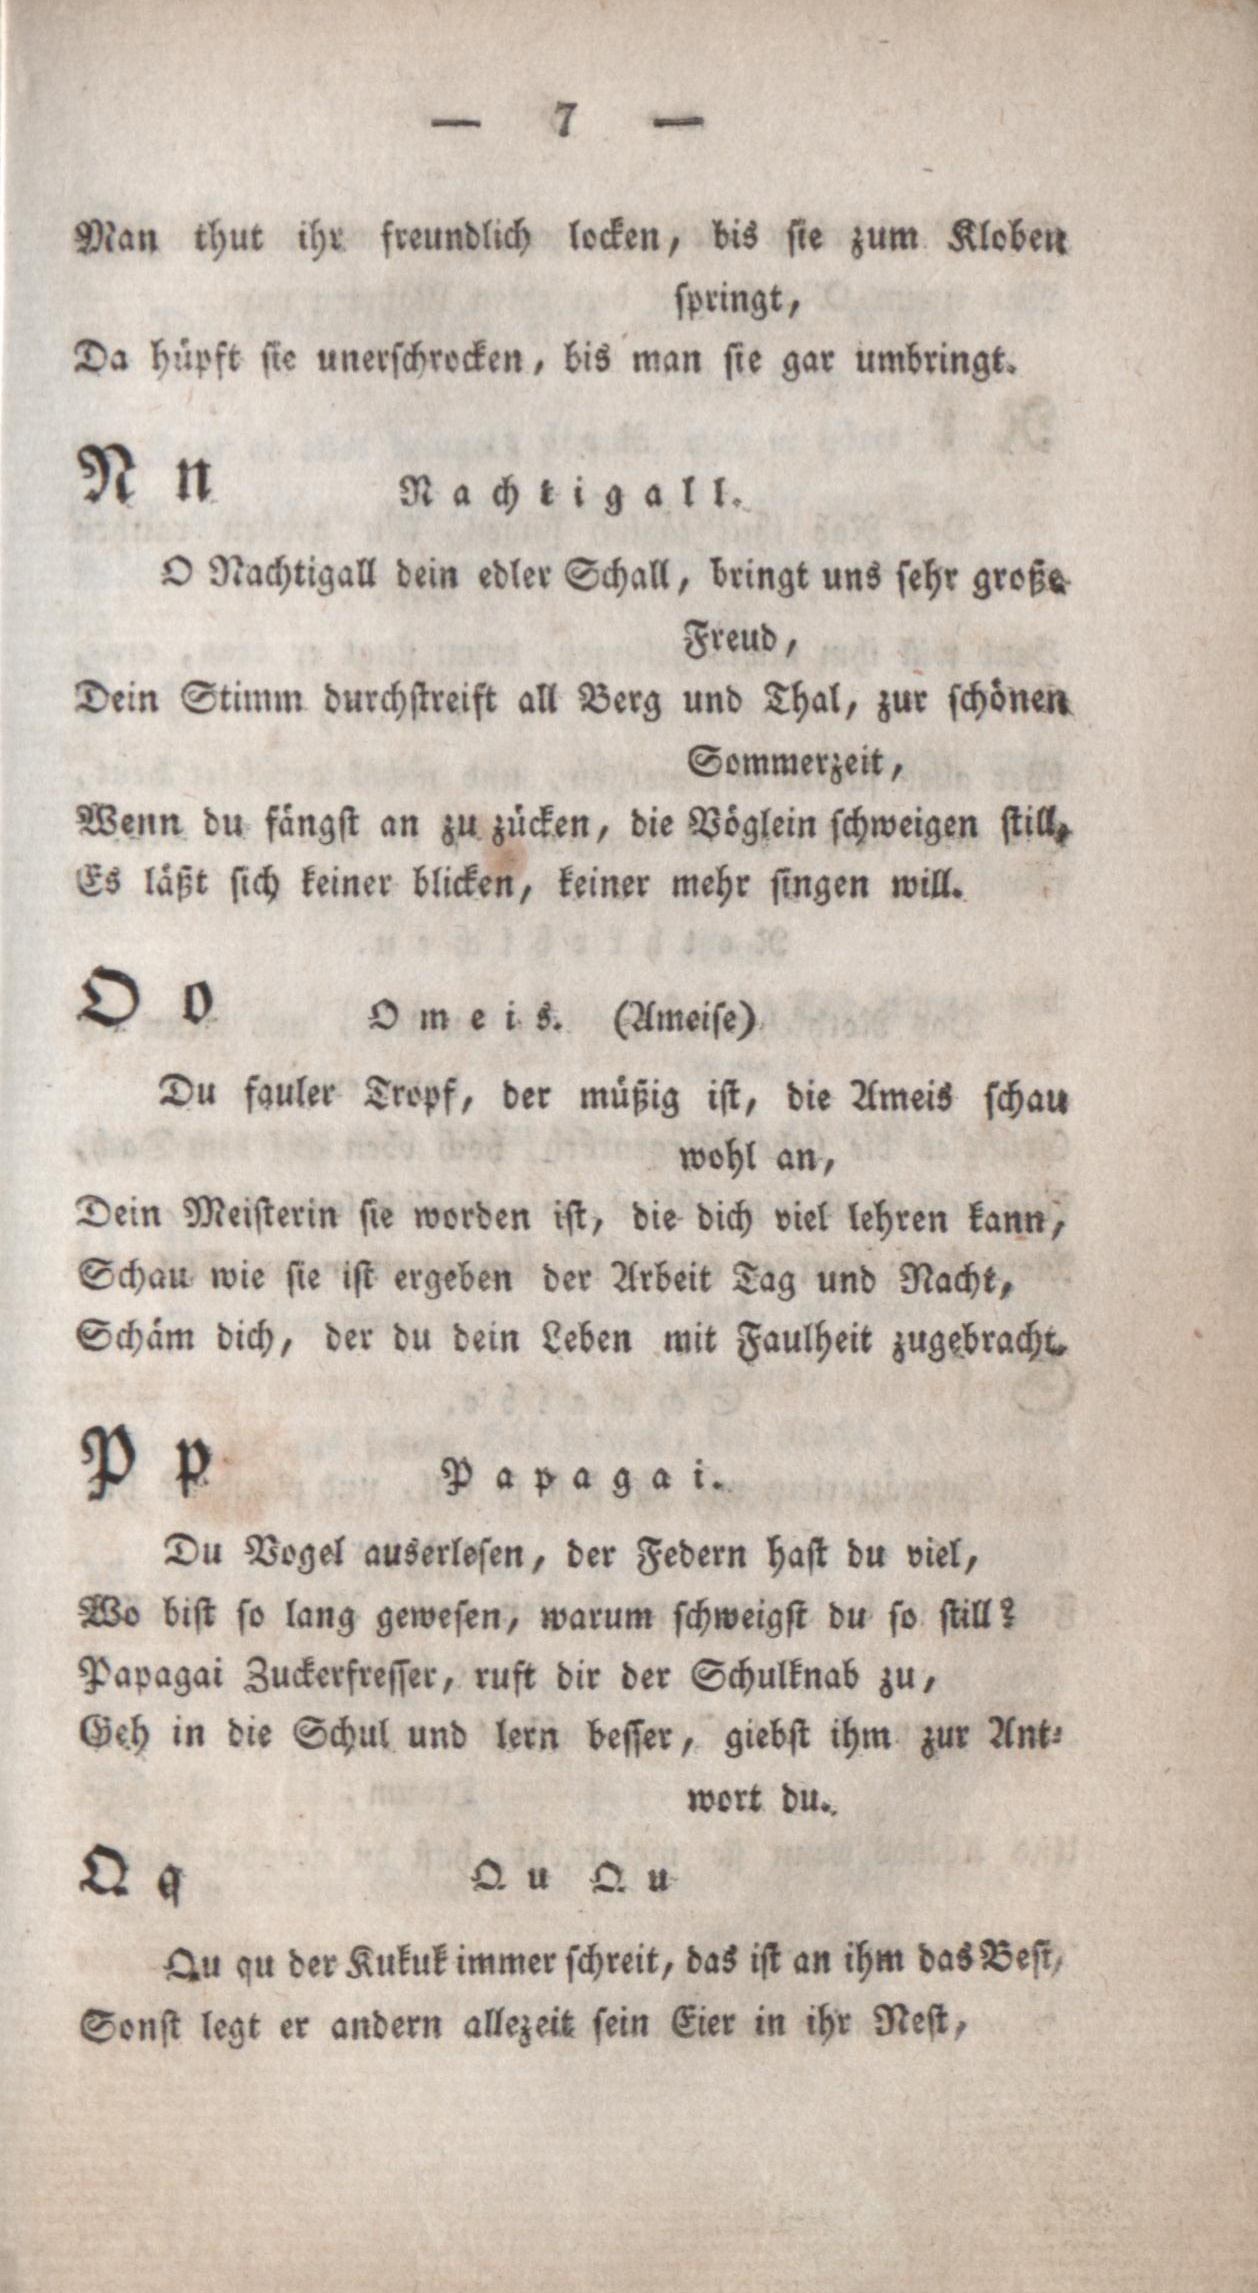 — 7 —
Man thut ihr freundlich locken, bis sie zum Kloben
springt,
Da hüpft sie unerschrocken, bis man sie gar umbringt.
N n
Nachtigall.
O Nachtigall dein edler Schall, bringt uns sehr große
Freud,
Dein Stimm durchstreift all Berg und Thal, zur schönen
Sommerzeit,
Wenn du fängst an zu zücken, die Vöglein schweigen still,
Es läßt sich keiner blicken, keiner mehr singen will.
O o
Omeis. (Ameise)
Du fauler Tropf, der müßig ist, die Ameis schau
wohl an,
Dein Meisterin sie worden ist, die dich viel lehren kann,
Schau wie sie ist ergeben der Arbeit Tag und Nacht,
Schäm dich, der du dein Leben mit Faulheit zugebracht.
P p
Papagai.
Du Vogel auserlesen, der Federn hast du viel,
Wo bist so lang gewesen, warum schweigst du so still?
Papagai Zuckerfresser, ruft dir der Schulknab zu,
Geh in die Schul und lern besser, giebst ihm zur Ant-
wort du.
Q q
Qu Qu
Qu qu der Kukuk immer schreit, das ist an ihm das Best,
Sonst legt er andern allezeit sein Eier in ihr Nest,